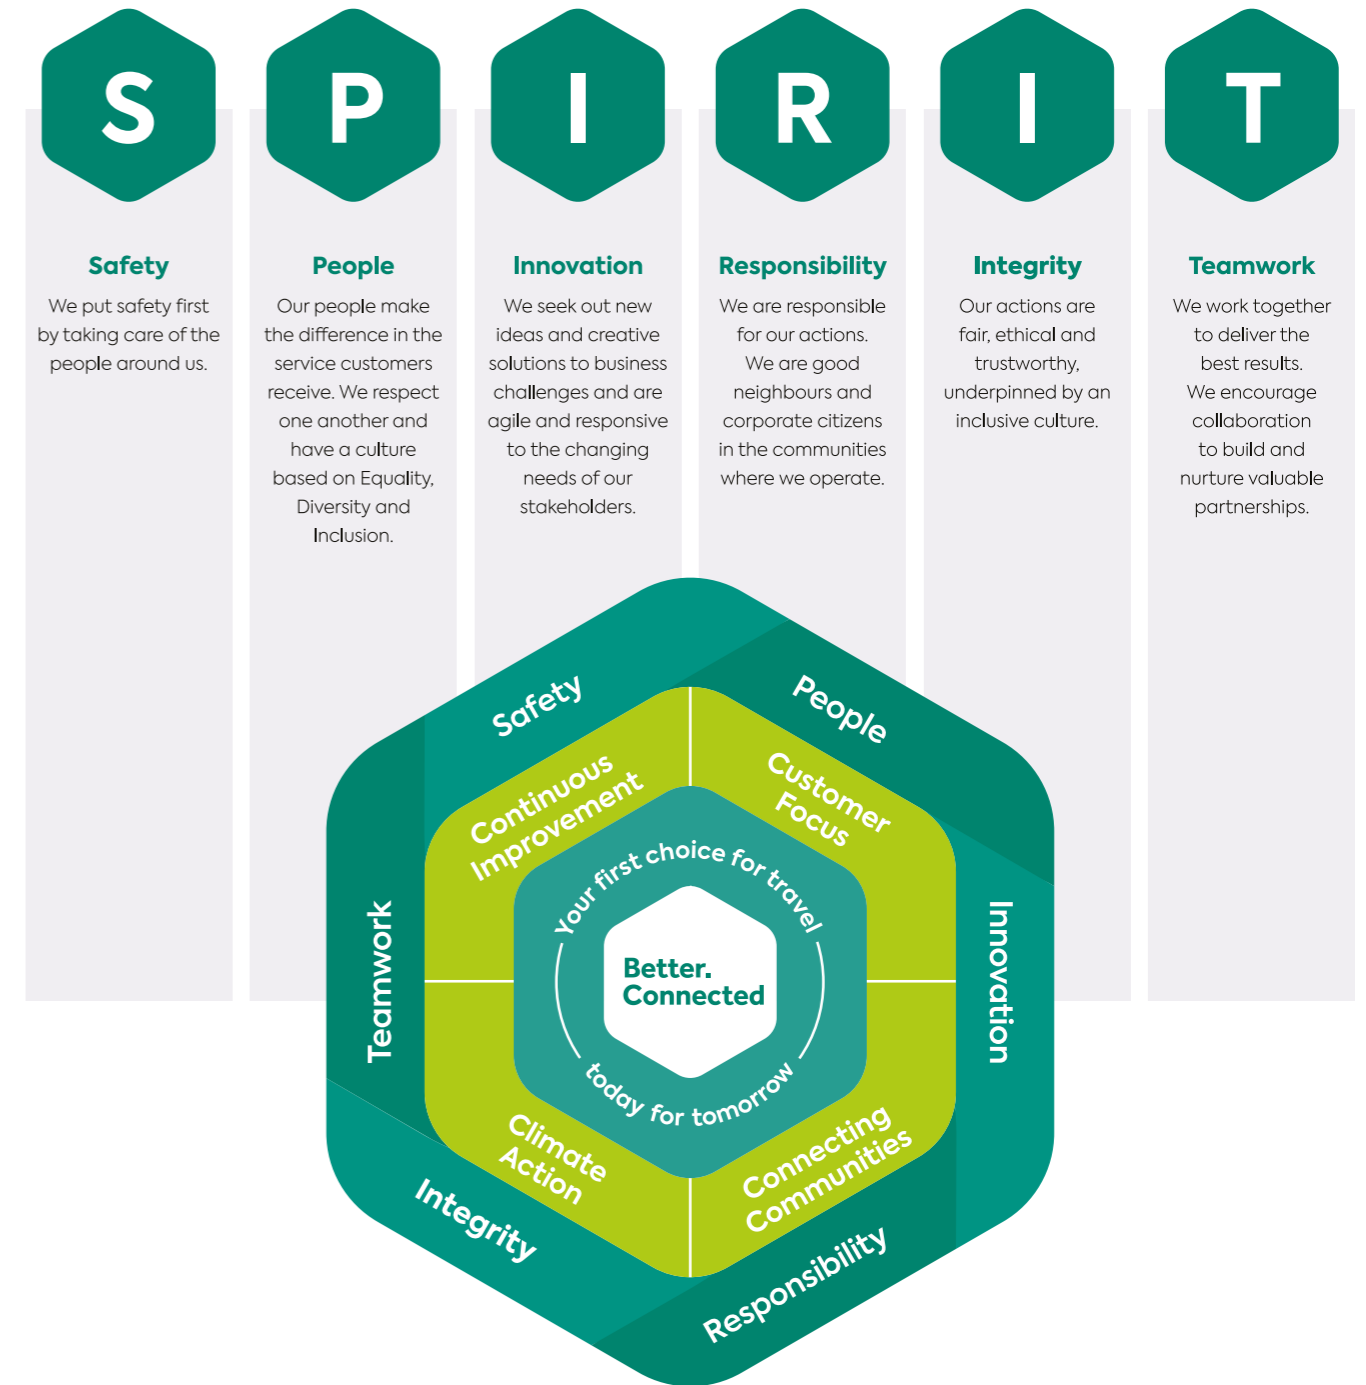 S
P
I
R
I
T
Safety
We put safety first
by taking care of the
people around us.
People
Our people make
the difference in the
service customers
receive. We respect
one another and
have a culture
based on Equality,
Diversity and
Inclusion.
Innovation
We seek out new
ideas and creative
solutions to business
challenges and are
agile and responsive
to the changing
needs of our
stakeholders.
Responsibility
We are responsible
for our actions.
We are good
neighbours and
corporate citizens
in the communities
where we operate.
Integrity
Our actions are
fair, ethical and
trustworthy,
underpinned by an
inclusive culture.
Teamwork
We work together
to deliver the
best results.
We encourage
collaboration
to build and
nurture valuable
partnerships.
Safety
People
Innovation
Responsibility
Integrity
Teamwork
Continuous
Improvement
Customer
Focus
Connecting
Communities
Climate
Action
Your first choice for travel
today for tomorrow
Better.
Connected